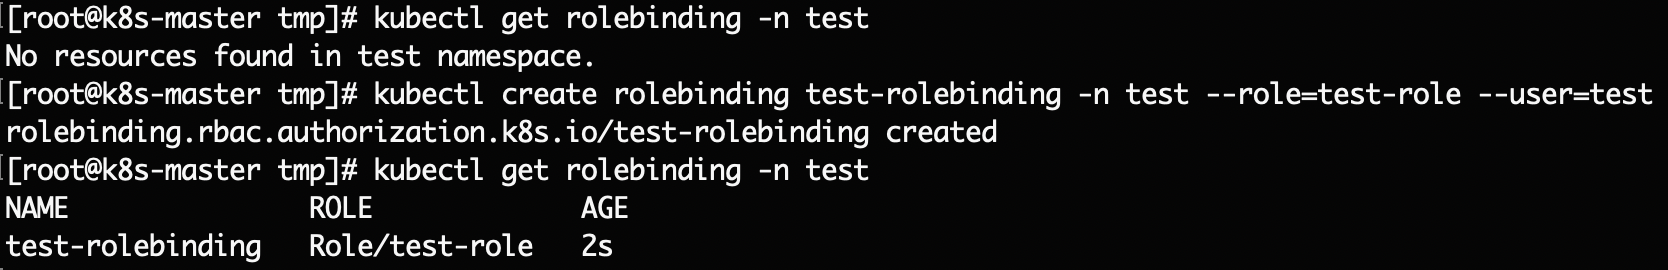 [root@k8s-master tmp]# kubectl get rolebinding -n test
No resources found in test namespace.
[root@k8s-master tmp]# kubectl create rolebinding test-rolebinding -n test --role=test-role --user=test
rolebinding.rbac.authorization.k8s.io/test-rolebinding created
[root@k8s-master tmp]# kubectl get rolebinding -n test
NAME ROLE AGE
test-rolebinding Role/test-role 2s